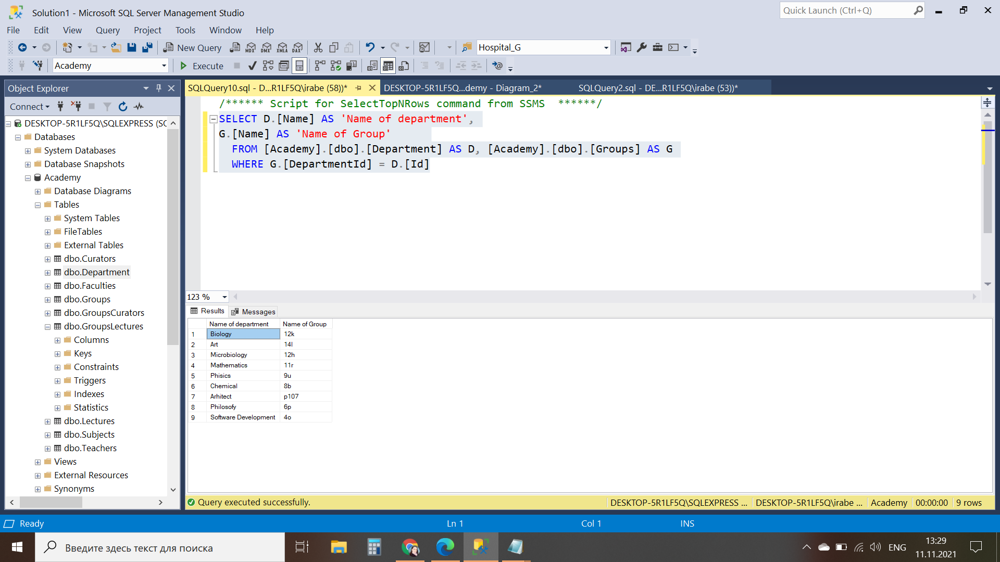 Solution1 - Microsoft SQL Server Management Studio
Quick Launch (Ctrl+Q)
File Edit View Query Project Tools Window Help
New Query MDX DMX XMLA DAX Hospital_G
Academy Execute
Object Explorer
Connect
DESKTOP-5R1LF5Q\SQLEXPRESS (SC
Databases
System Databases
Database Snapshots
Academy
Database Diagrams
Tables
System Tables
FileTables
External Tables
dbo.Curators
dbo.Department
dbo.Faculties
dbo.Groups
dbo.GroupsCurators
dbo.GroupsLectures
Columns
Keys
Constraints
Triggers
Indexes
Statistics
dbo.Lectures
dbo.Subjects
dbo.Teachers
Views
External Resources
Synonyms
SQLQuery10.sql - D...R1LF5Q\irabe (58))* DESKTOP-5R1LF5Q...demy - Diagram_2* SQLQuery2.sql - DE...R1LF5Q\irabe (53))*
/****** Script for SelectTopNRows command from SSMS ******/
SELECT D.[Name] AS 'Name of department',
G.[Name] AS 'Name of Group'
FROM [Academy].[dbo].[Department] AS D, [Academy].[dbo].[Groups] AS G
WHERE G.[DepartmentId] = D.[Id]
123 %
Results Messages
Name of department Name of Group
1 Biology 12k
2 Art 14l
3 Microbiology 12h
4 Mathematics 11r
5 Phisics 9u
6 Chemical 8b
7 Arhitect p107
8 Philosofy 6p
9 Software Development 4o
Query executed successfully. DESKTOP-5R1LF5Q\SQLEXPRESS ... DESKTOP-5R1LF5Q\irabe ... Academy 00:00:00 9 rows
Ready Ln 1 Col 1 INS
Введите здесь текст для поиска
ENG
13:29
11.11.2021